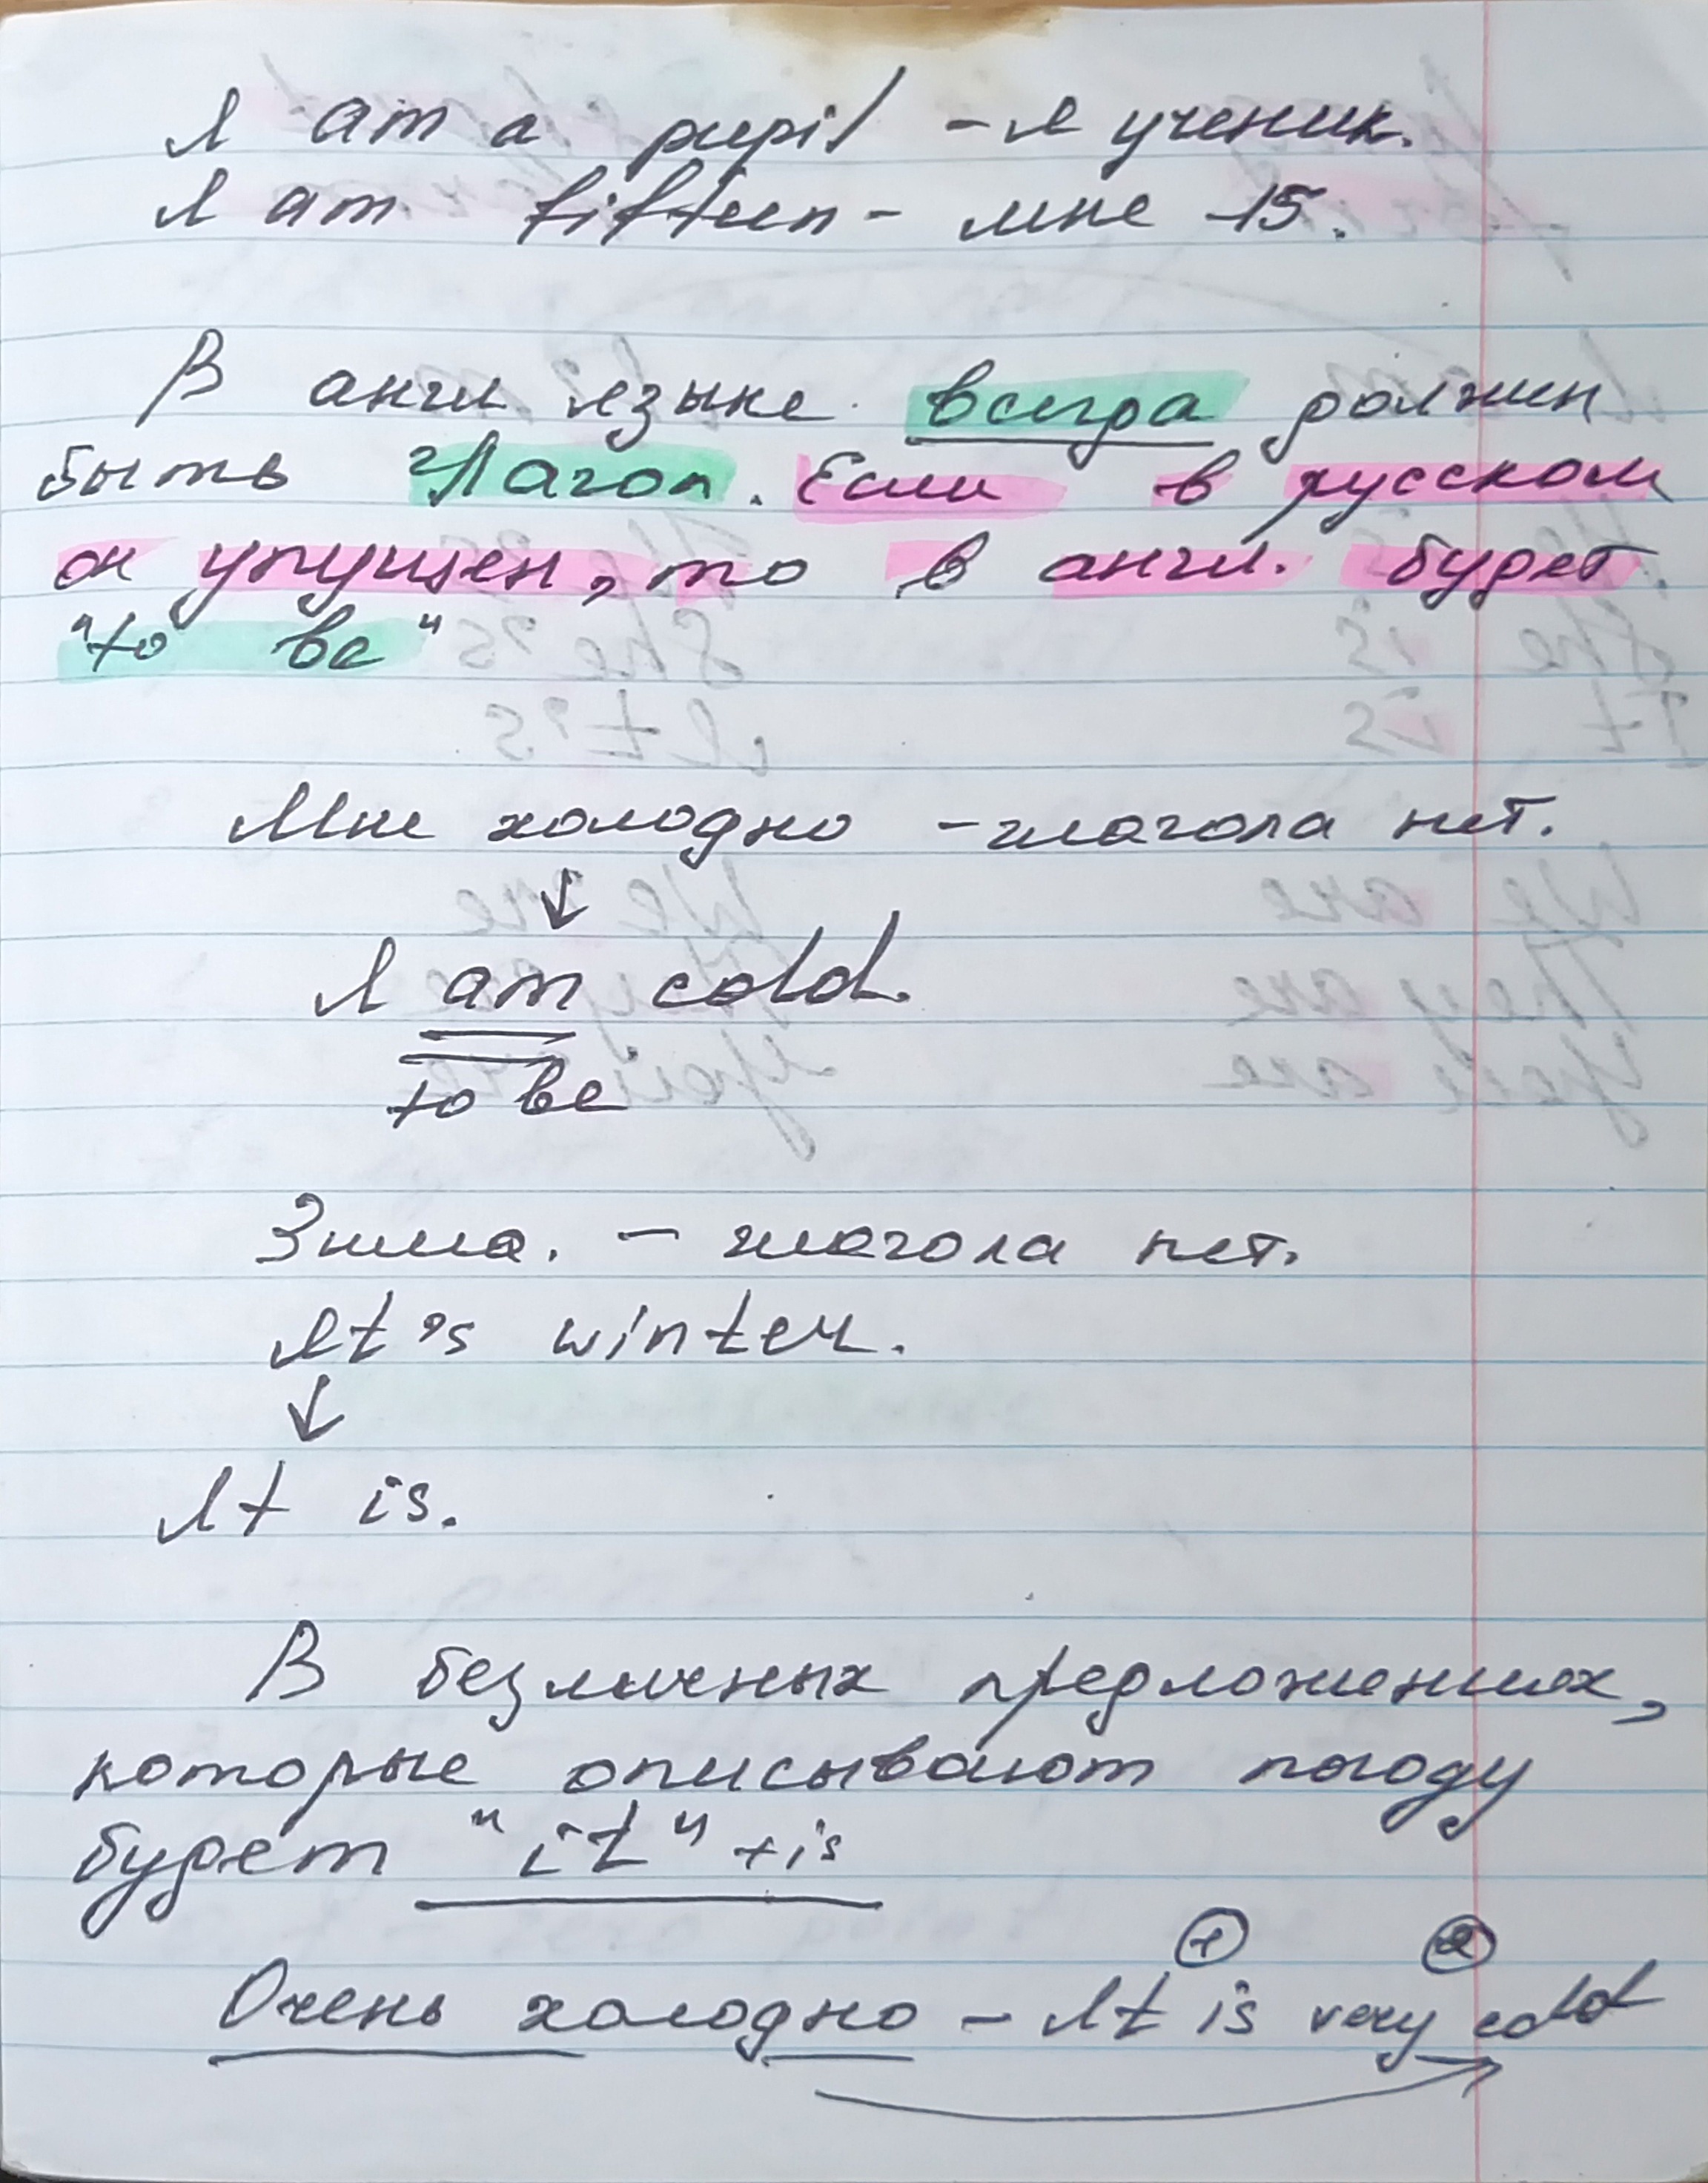 I am a pupil - я ученик.
I am fifteen - мне 15.
В англ языке всегда должен
быть глагол. Если в русском
он упущен, то в англ. будет
"to be"
Мне холодно - глагола нет.
↓
I am cold.
to be
Зима. - глагола нет.
It's winter.
↓
It is.
В безличных предложениях,
которые описывают погоду
будет "it" + is
1 2
Очень холодно - It is very cold